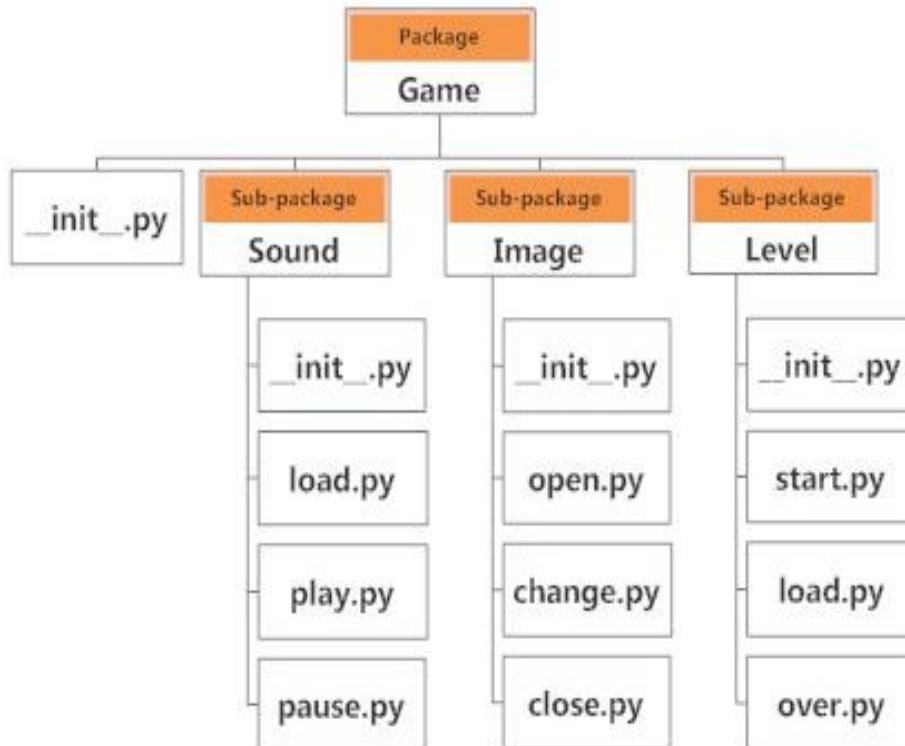 Package
Game
__init__.py
Sub-package
Sound
Sub-package
Image
Sub-package
Level
__init__.py
load.py
play.py
pause.py
__init__.py
open.py
change.py
close.py
__init__.py
start.py
load.py
over.py